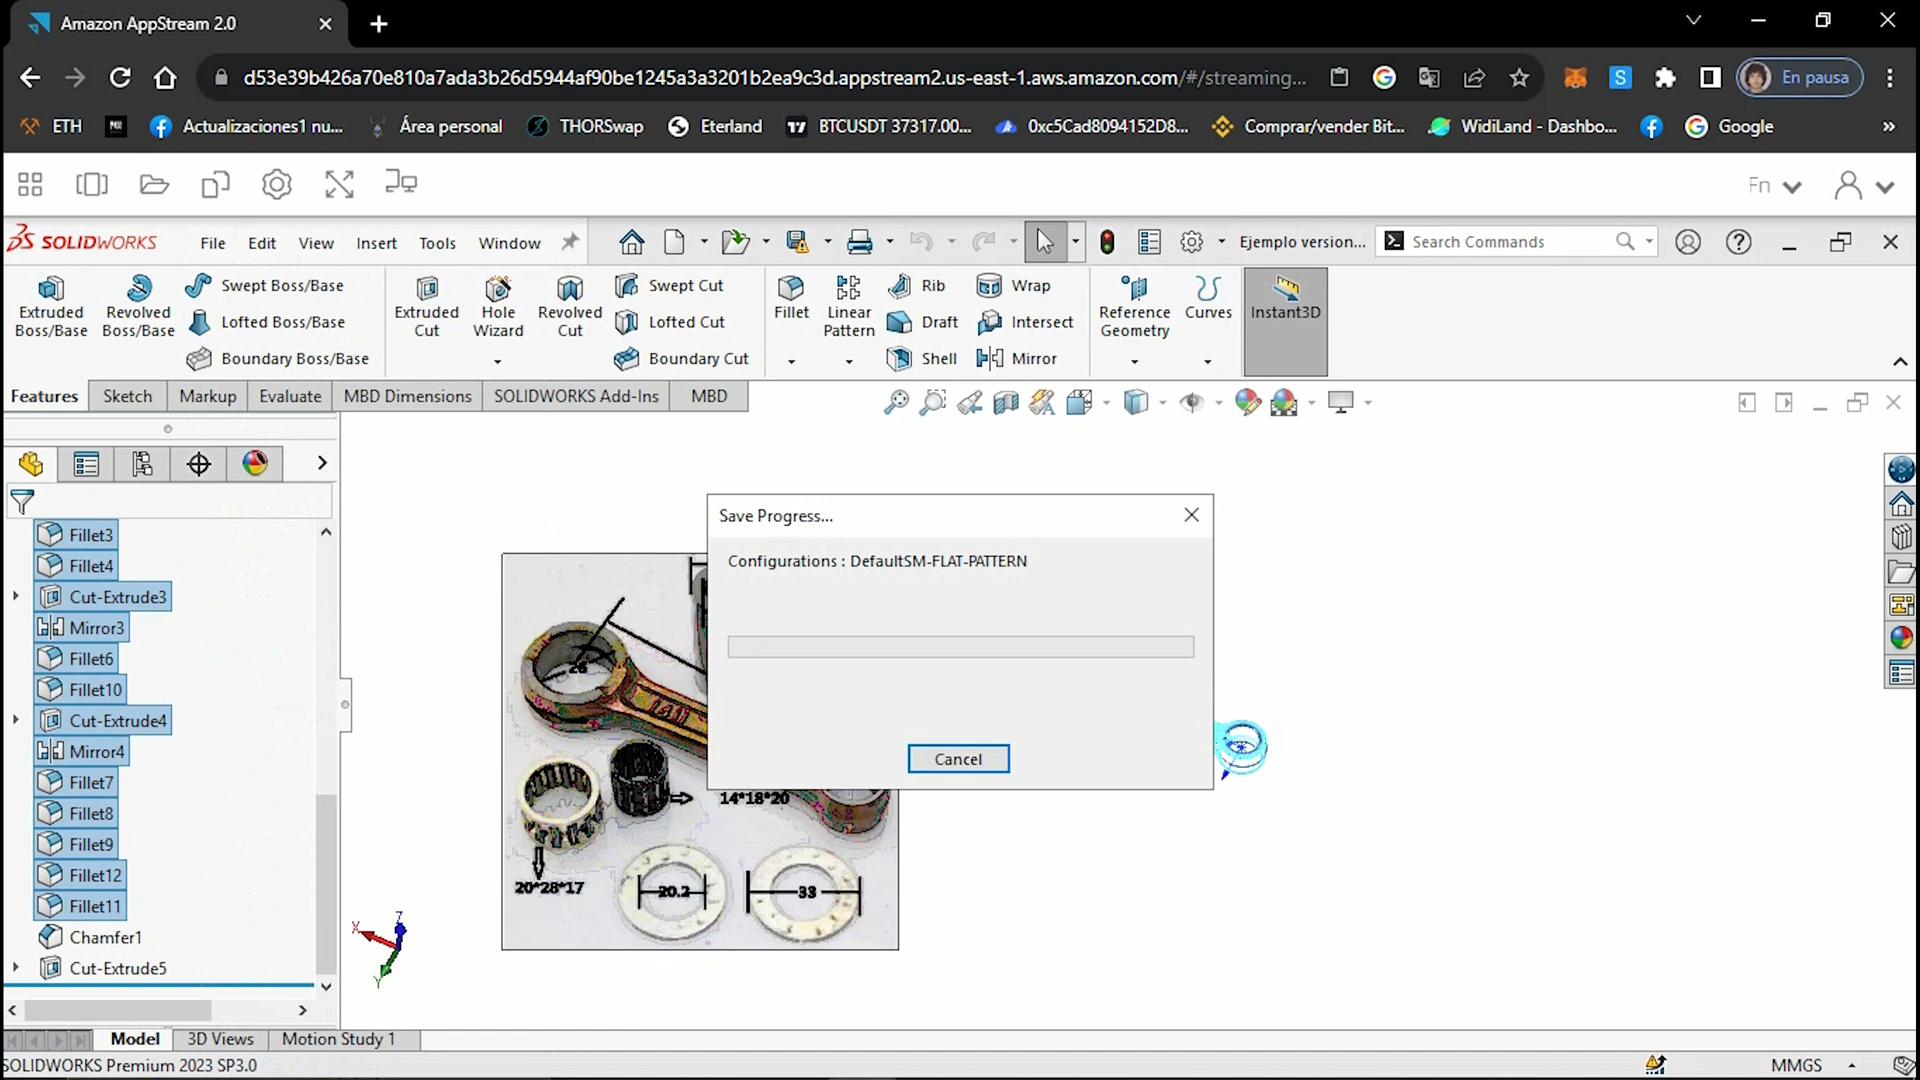 Amazon AppStream 2.0
d53e39b426a70e810a7ada3b26d5944af90be1245a3a3201b2ea9c3d.appstream2.us-east-1.aws.amazon.com/#/streaming...
En pausa
ETH
Actualizaciones1 nu...
Área personal
THORSwap
Eterland
BTCUSDT 37317.00...
0xc5Cad8094152D8...
Comprar/vender Bit...
WidiLand - Dashbo...
Google
»
Fn
SOLIDWORKS
File Edit View Insert Tools Window
Ejemplo version...
Search Commands
Extruded Boss/Base
Revolved Boss/Base
Swept Boss/Base
Lofted Boss/Base
Boundary Boss/Base
Extruded Cut
Hole Wizard
Revolved Cut
Swept Cut
Lofted Cut
Boundary Cut
Fillet
Linear Pattern
Rib
Draft
Shell
Wrap
Intersect
Mirror
Reference Geometry
Curves
Instant3D
Features Sketch Markup Evaluate MBD Dimensions SOLIDWORKS Add-Ins MBD
Fillet3
Fillet4
Cut-Extrude3
Mirror3
Fillet6
Fillet10
Cut-Extrude4
Mirror4
Fillet7
Fillet8
Fillet9
Fillet12
Fillet11
Chamfer1
Cut-Extrude5
Save Progress...
Configurations : DefaultSM-FLAT-PATTERN
Cancel
14*18*20
20*28*17
20.2
33
Z
X
Y
Model 3D Views Motion Study 1
SOLIDWORKS Premium 2023 SP3.0
MMGS